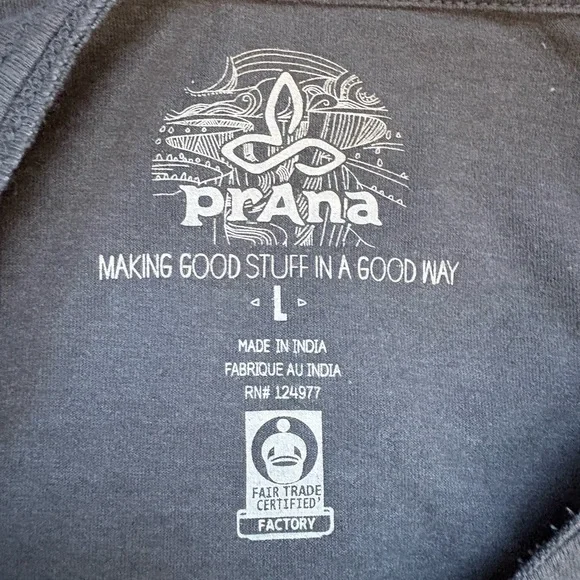 prAna
MAKING GOOD STUFF IN A GOOD WAY
L
MADE IN INDIA
FABRIQUE AU INDIA
RN# 124977
FAIR TRADE
CERTIFIED
FACTORY